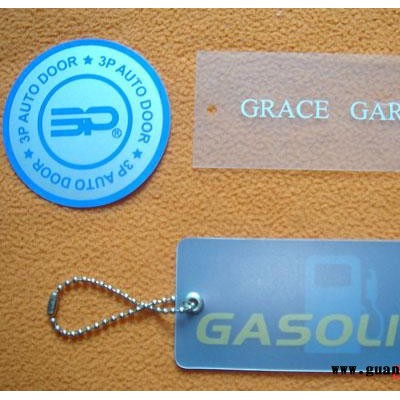 3P AUTO DOOR ★ 3P AUTO DOOR ★ 3P AUTO DOOR ★
3P®
GRACE GAR
GASOLI
www.guan